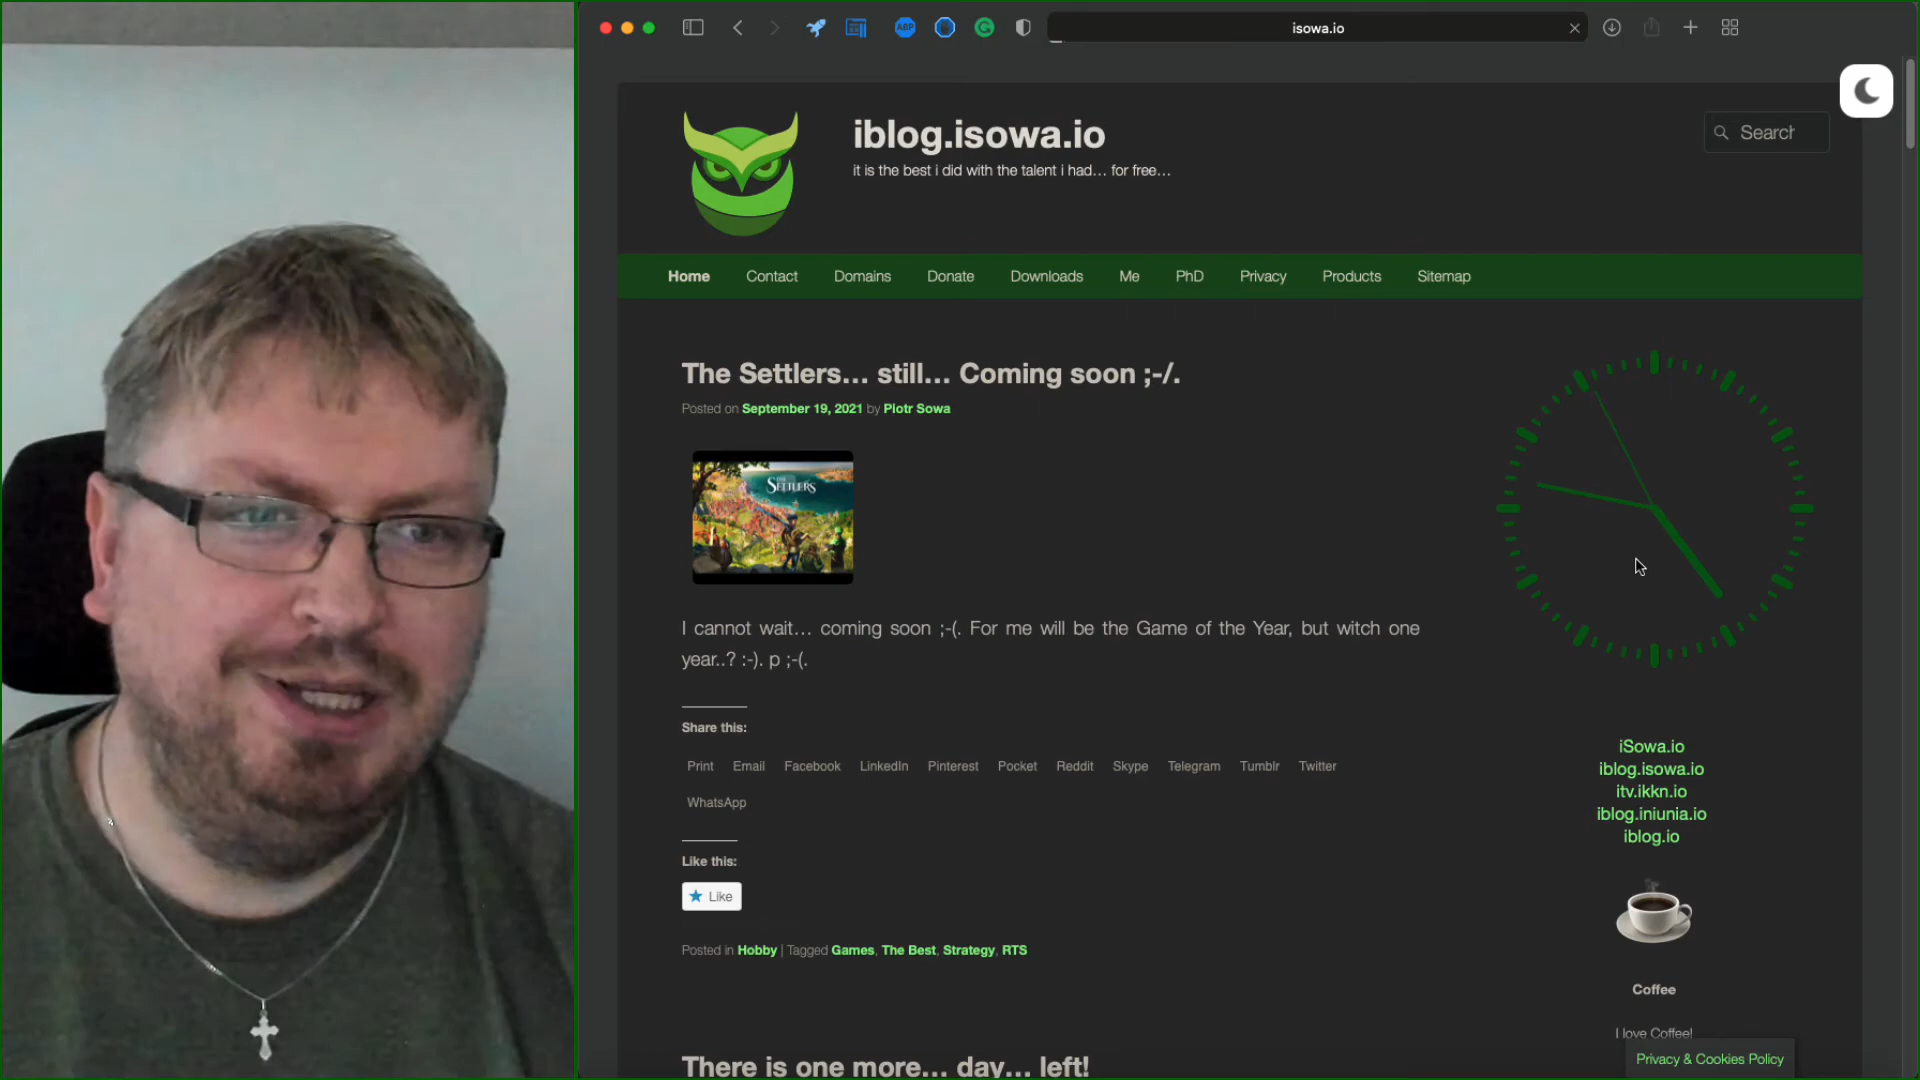 isowa.io
ABP
iblog.isowa.io
it is the best i did with the talent i had... for free...
Search
Home Contact Domains Donate Downloads Me PhD Privacy Products Sitemap
The Settlers... still... Coming soon ;-/.
Posted on September 19, 2021 by Piotr Sowa
THE SETTLERS
I cannot wait... coming soon ;-(. For me will be the Game of the Year, but witch one
year..? :-). p ;-(.
Share this:
Print Email Facebook LinkedIn Pinterest Pocket Reddit Skype Telegram Tumblr Twitter
WhatsApp
Like this:
Like
Posted in Hobby | Tagged Games, The Best, Strategy, RTS
There is one more... day... left!
iSowa.io
iblog.isowa.io
itv.ikkn.io
iblog.iniunia.io
iblog.io
Coffee
I love Coffee!
Privacy & Cookies Policy